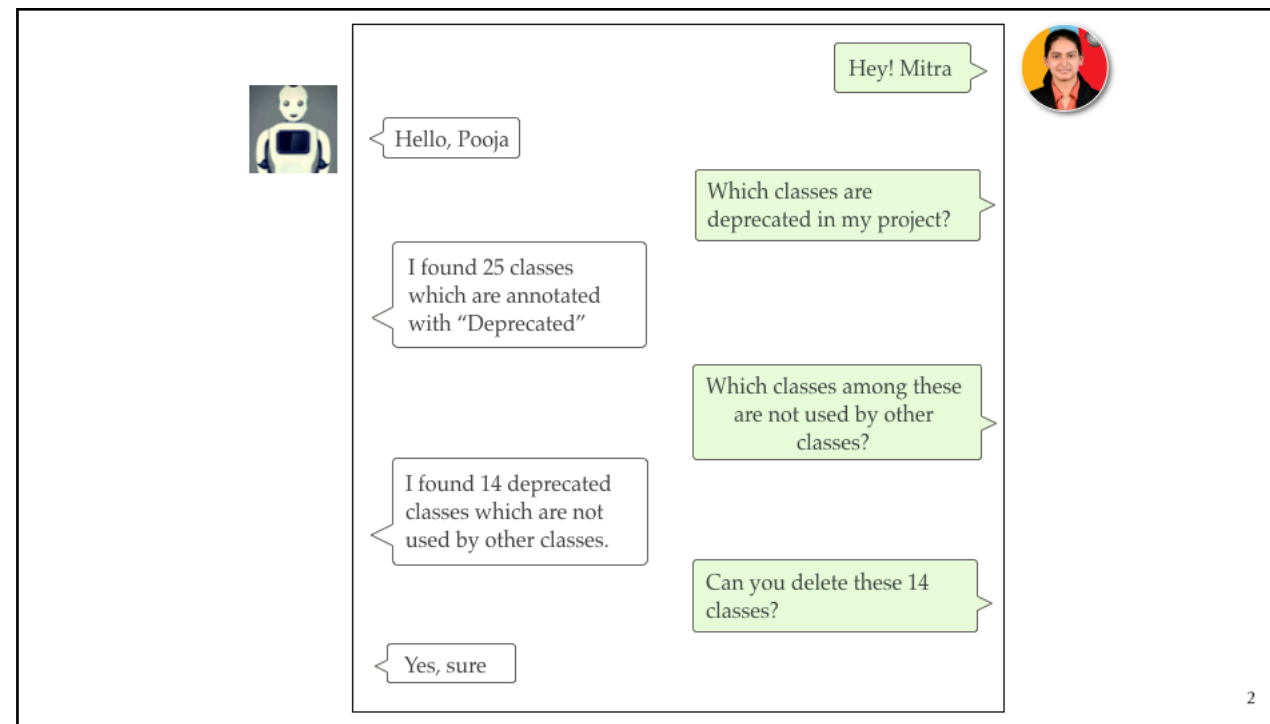 Hey! Mitra
Hello, Pooja
Which classes are
deprecated in my project?
I found 25 classes
which are annotated
with “Deprecated”
Which classes among these
are not used by other
classes?
I found 14 deprecated
classes which are not
used by other classes.
Can you delete these 14
classes?
Yes, sure
2